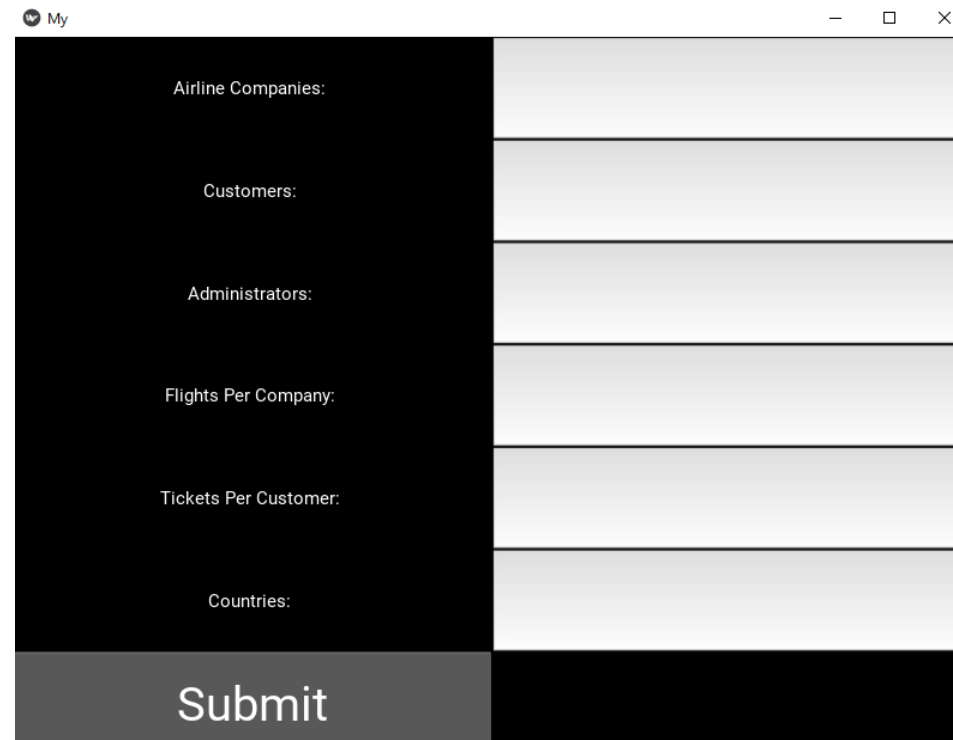 My
Airline Companies:
Customers:
Administrators:
Flights Per Company:
Tickets Per Customer:
Countries:
Submit